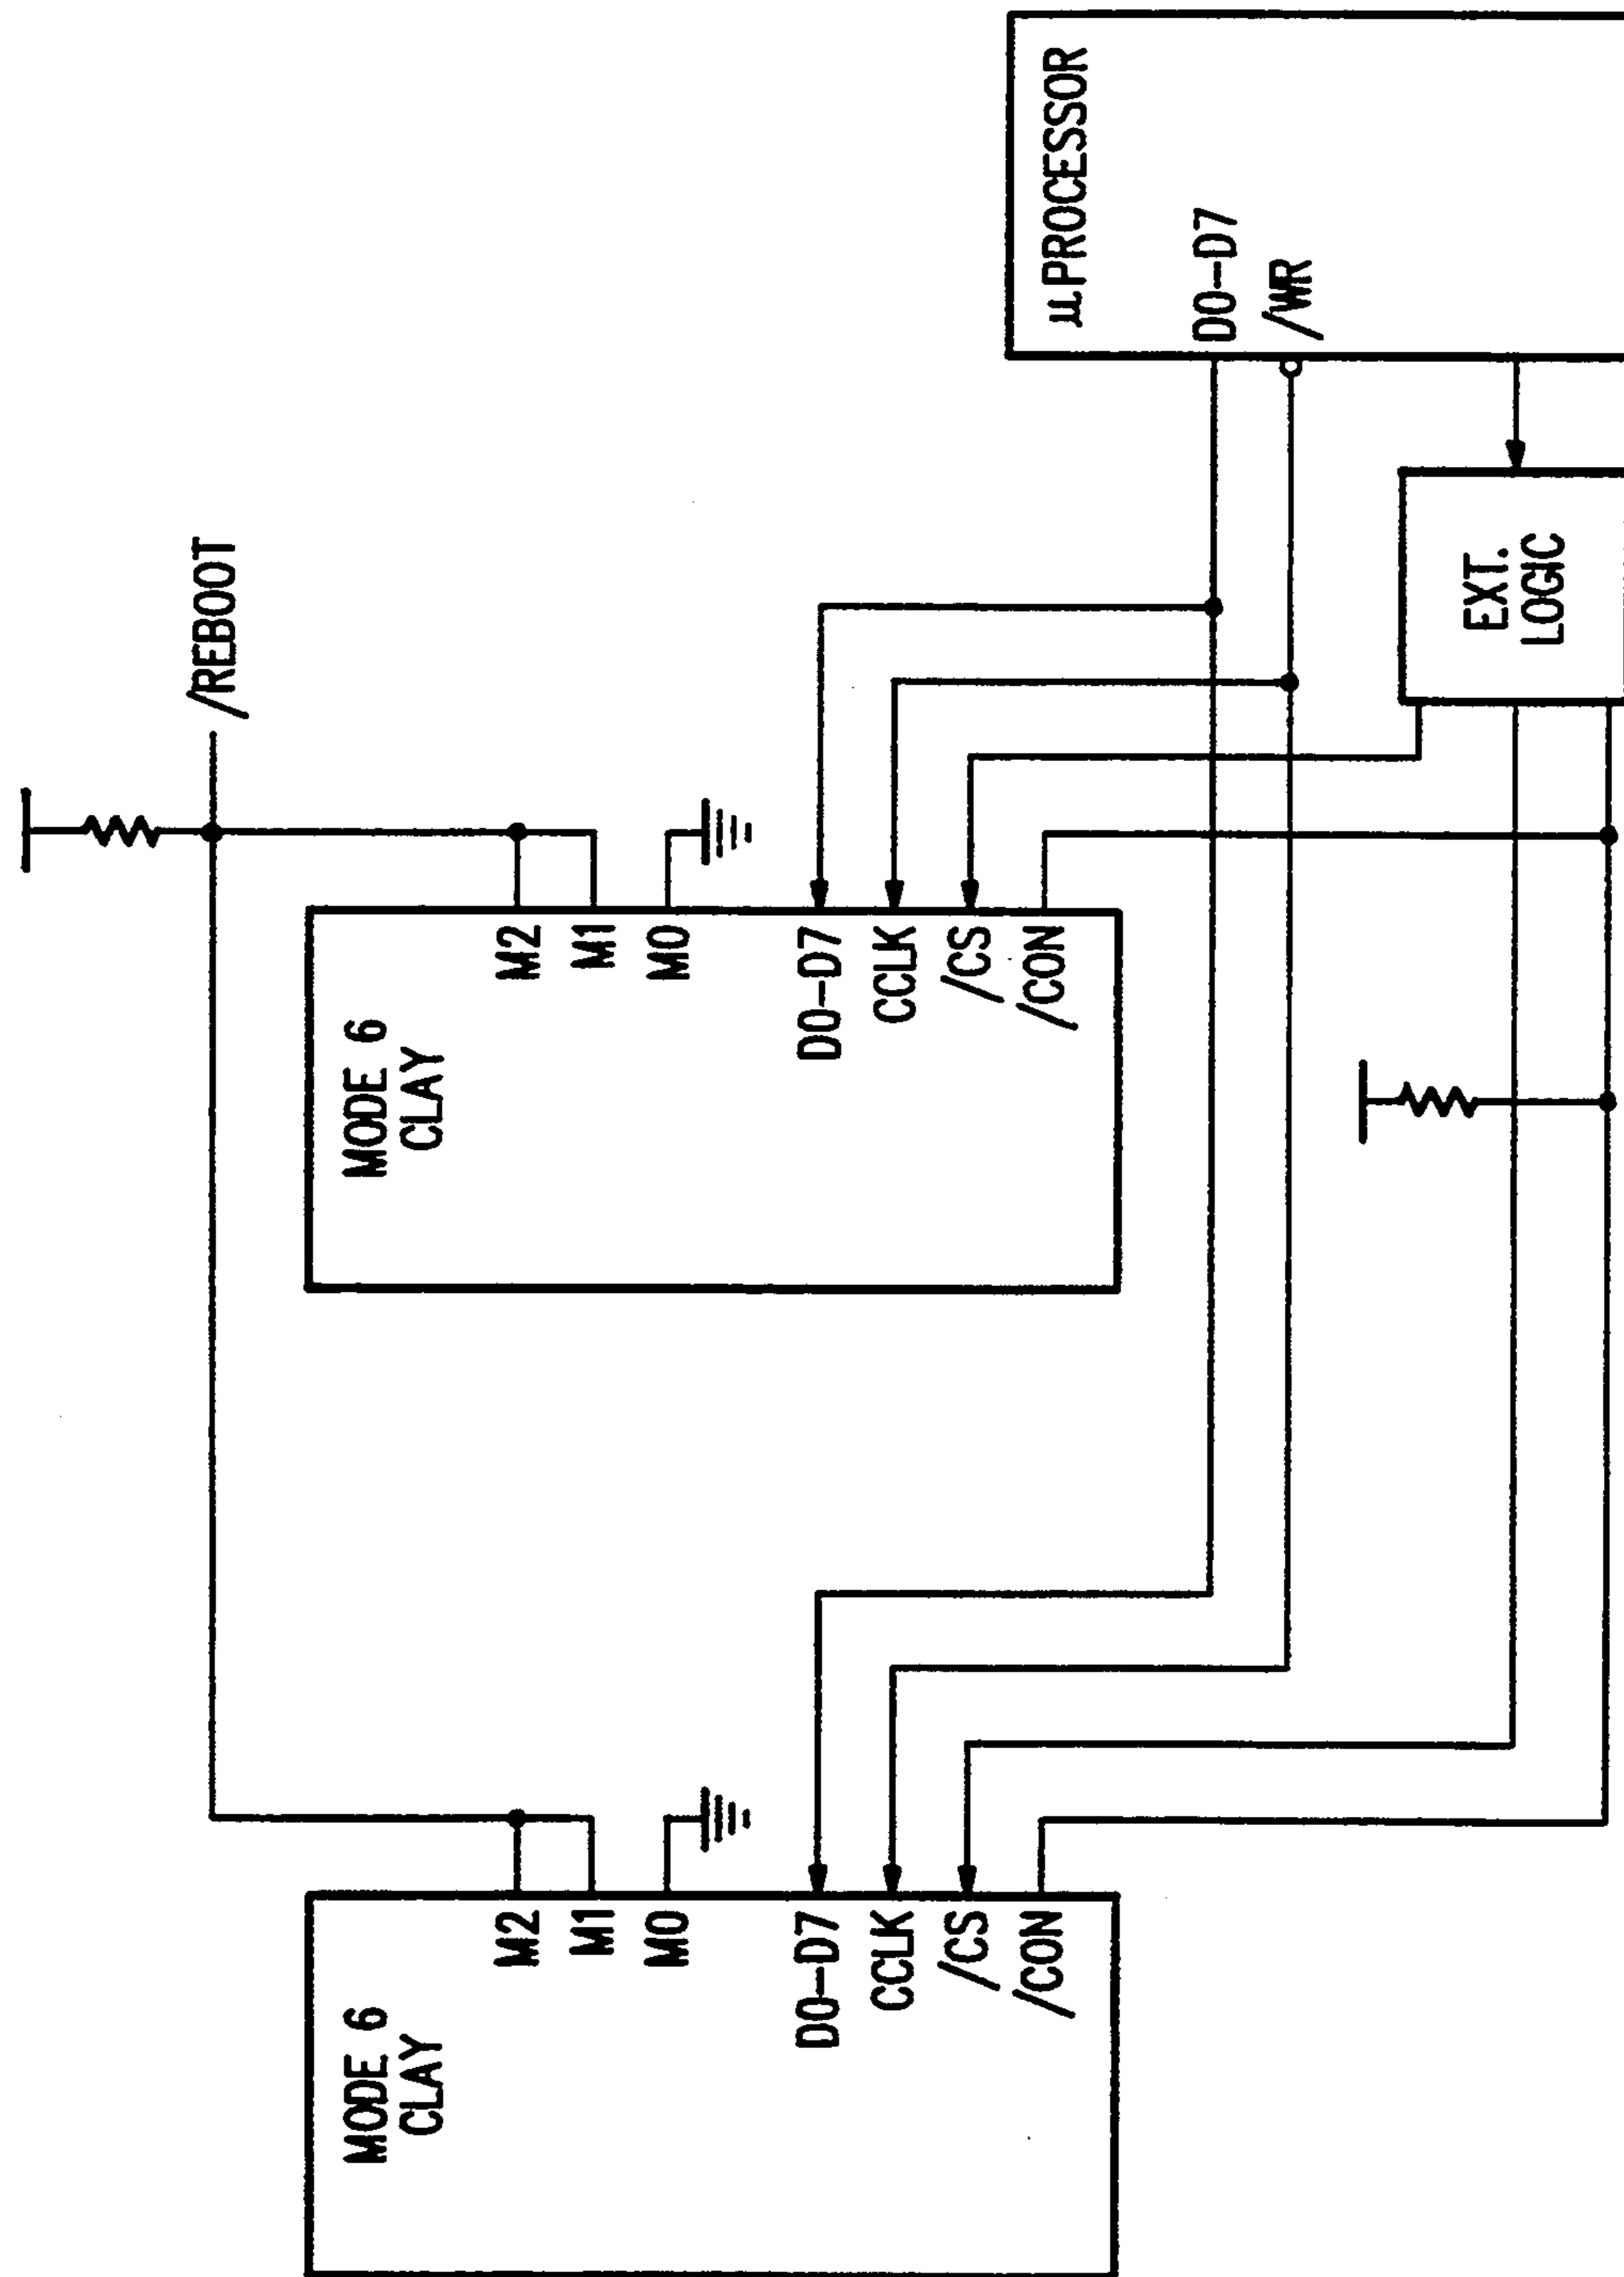 /REBOOT
MODE 6
CLAY
M2
M1
M0
D0-D7
CCLK
/CS
/CON
MODE 6
CLAY
M2
M1
M0
D0-D7
CCLK
/CS
/CON
µPROCESSOR
D0-D7
/WR
EXT.
LOGIC